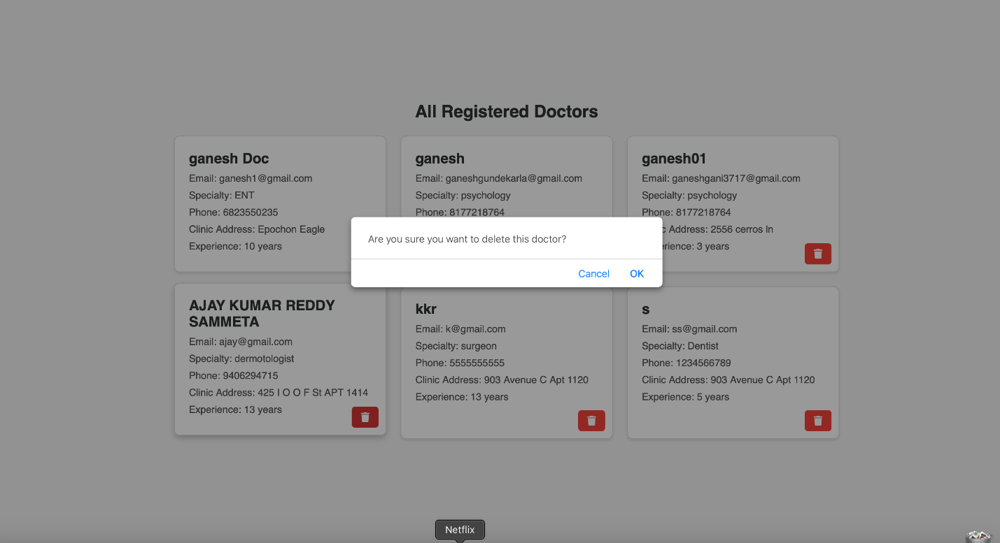 All Registered Doctors
ganesh Doc
Email: ganesh1@gmail.com
Specialty: ENT
Phone: 6823550235
Clinic Address: Epochon Eagle
Experience: 10 years
ganesh
Email: ganeshgundekarla@gmail.com
Specialty: psychology
Phone: 8177218764
ganesh01
Email: ganeshgani3717@gmail.com
Specialty: psychology
Phone: 8177218764
c Address: 2556 cerros ln
erience: 3 years
Are you sure you want to delete this doctor?
Cancel OK
AJAY KUMAR REDDY
SAMMETA
Email: ajay@gmail.com
Specialty: dermotologist
Phone: 9406294715
Clinic Address: 425 I O O F St APT 1414
Experience: 13 years
kkr
Email: k@gmail.com
Specialty: surgeon
Phone: 5555555555
Clinic Address: 903 Avenue C Apt 1120
Experience: 13 years
s
Email: ss@gmail.com
Specialty: Dentist
Phone: 1234566789
Clinic Address: 903 Avenue C Apt 1120
Experience: 5 years
Netflix